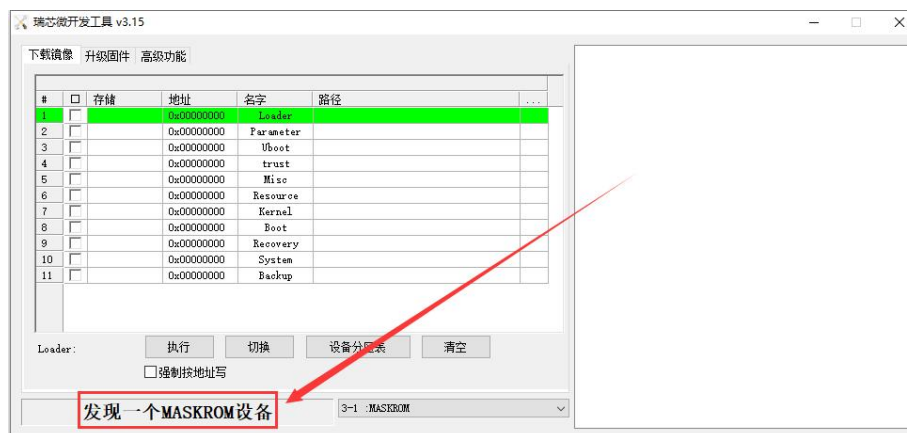 瑞芯微开发工具 v3.15
下载镜像 升级固件 高级功能
# 存储 地址 名字 路径 ...
1 0x00000000 Loader
2 0x00000000 Parameter
3 0x00000000 Uboot
4 0x00000000 trust
5 0x00000000 Misc
6 0x00000000 Resource
7 0x00000000 Kernel
8 0x00000000 Boot
9 0x00000000 Recovery
10 0x00000000 System
11 0x00000000 Backup
Loader: 执行 切换 设备分区表 清空
强制按地址写
发现一个MASKROM设备 3-1 :MASKROM